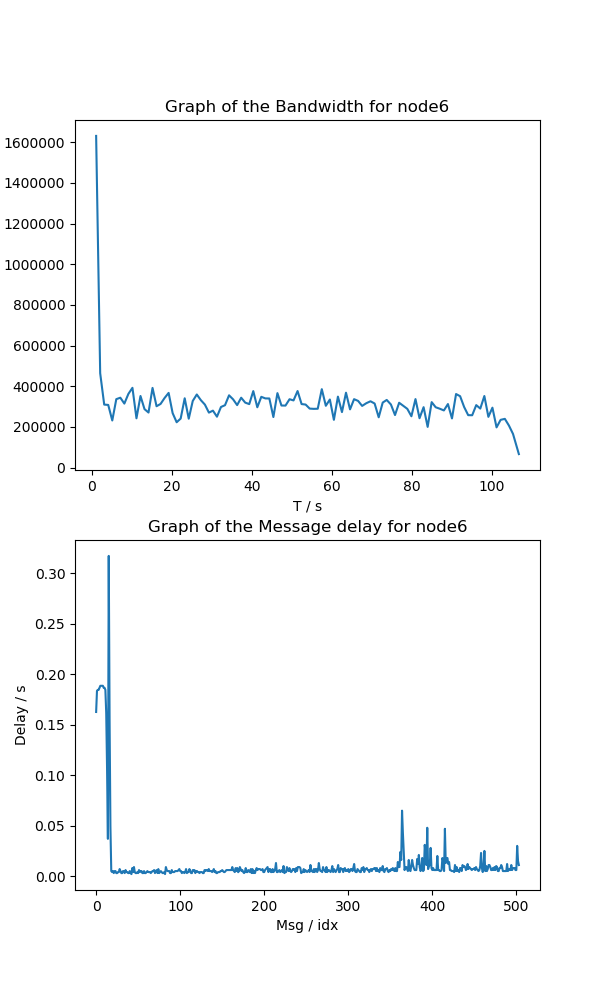 Graph of the Bandwidth for node6
1600000
1400000
1200000
1000000
800000
600000
400000
200000
0
0 20 40 60 80 100
T / s
Graph of the Message delay for node6
Delay / s
0.30
0.25
0.20
0.15
0.10
0.05
0.00
0 100 200 300 400 500
Msg / idx